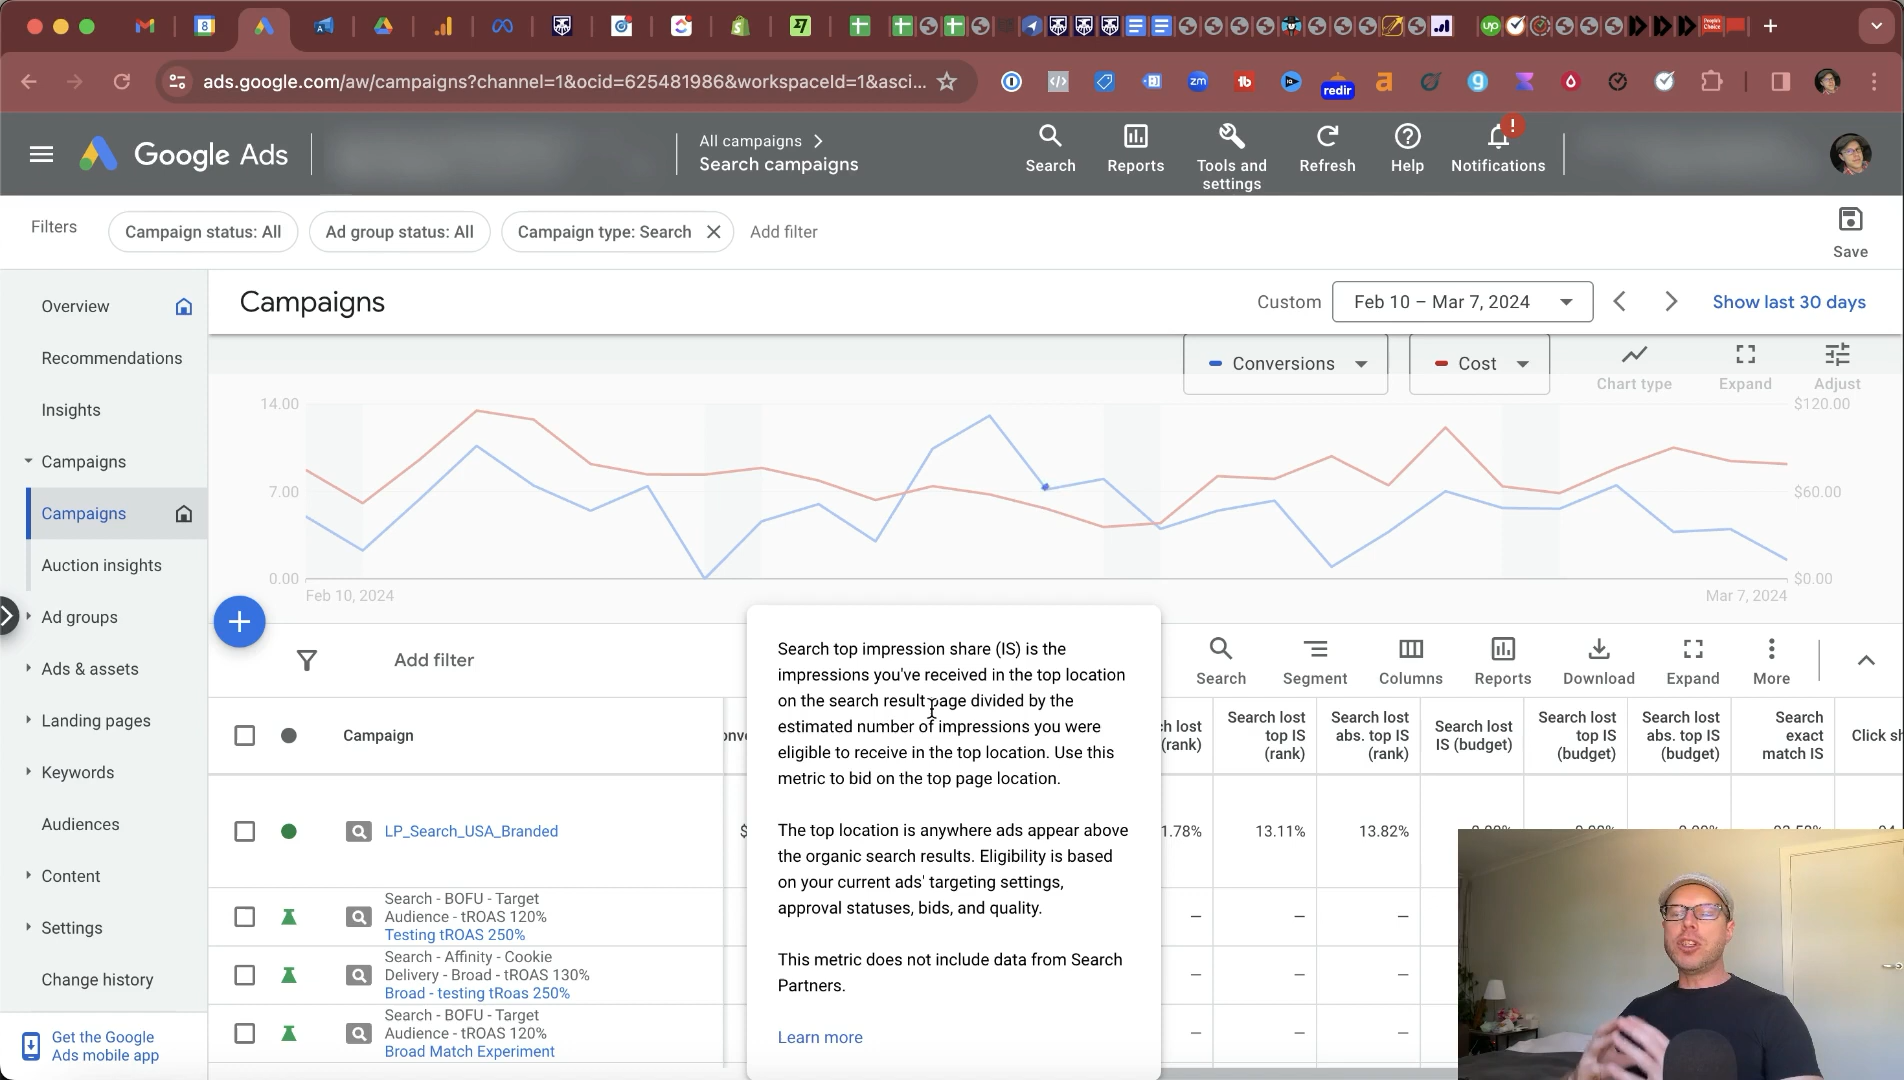 ads.google.com/aw/campaigns?channel=1&ocid=625481986&workspaceId=1&asci...
redir
Google Ads
All campaigns
Search campaigns
Search
Reports
Tools and settings
Refresh
Help
Notifications
Filters
Campaign status: All
Ad group status: All
Campaign type: Search
Add filter
Save
Overview
Recommendations
Insights
Campaigns
Campaigns
Auction insights
Ad groups
Ads & assets
Landing pages
Keywords
Audiences
Content
Settings
Change history
Get the Google
Ads mobile app
Campaigns
Custom
Feb 10 – Mar 7, 2024
Show last 30 days
Conversions
Cost
Chart type
Expand
Adjust
14.00
7.00
0.00
$120.00
$60.00
$0.00
Feb 10, 2024
Mar 7, 2024
Add filter
Search
Segment
Columns
Reports
Download
Expand
More
Campaign
Search lost
top IS
(rank)
Search lost
abs. top IS
(rank)
Search lost
IS (budget)
Search lost
top IS
(budget)
Search lost
abs. top IS
(budget)
Search
exact
match IS
LP_Search_USA_Branded
1.78%
13.11%
13.82%
Search - BOFU - Target
Audience - tROAS 120%
Testing tROAS 250%
Search - Affinity - Cookie
Delivery - Broad - tROAS 130%
Broad - testing tRoas 250%
Search - BOFU - Target
Audience - tROAS 120%
Broad Match Experiment
Search top impression share (IS) is the
impressions you've received in the top location
on the search result page divided by the
estimated number of impressions you were
eligible to receive in the top location. Use this
metric to bid on the top page location.
The top location is anywhere ads appear above
the organic search results. Eligibility is based
on your current ads' targeting settings,
approval statuses, bids, and quality.
This metric does not include data from Search
Partners.
Learn more